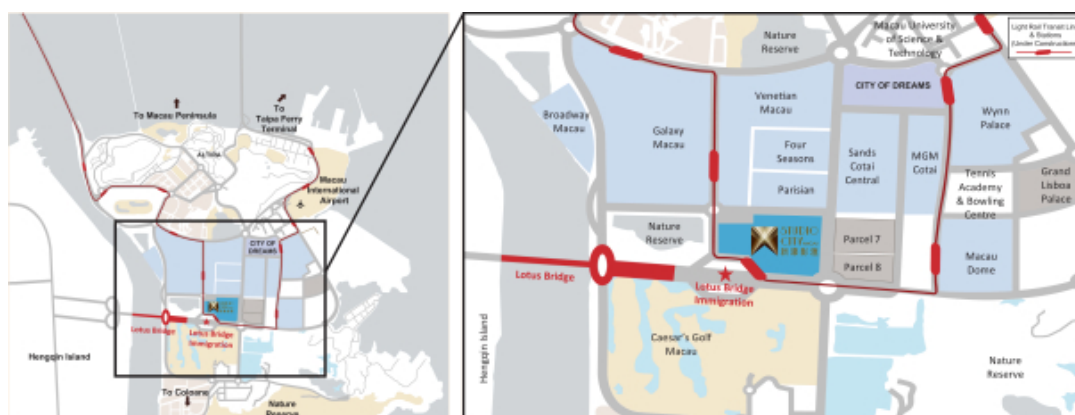 To Macau Peninsula
To
Taipa Ferry
Terminal
ALTIRA
Macau
International
Airport
CITY OF
DREAMS
Lotus Bridge
Lotus Bridge
Immigration
Hengqin Island
To Coloane
Nature
Reserve
Nature
Reserve
Macau University
of Science &
Technology
Light Rail Transit Line
& Stations
(Under Construction)
CITY OF DREAMS
Broadway
Macau
Galaxy
Macau
Venetian
Macau
Wynn
Palace
Four
Seasons
Sands
Cotai
Central
MGM
Cotai
Parisian
Tennis
Academy
& Bowling
Centre
Grand
Lisboa
Palace
Nature
Reserve
STUDIO
CITY
Parcel 7
Parcel 8
Macau
Dome
Lotus Bridge
Lotus Bridge
Immigration
Hengqin Island
Caesar's Golf
Macau
Nature
Reserve